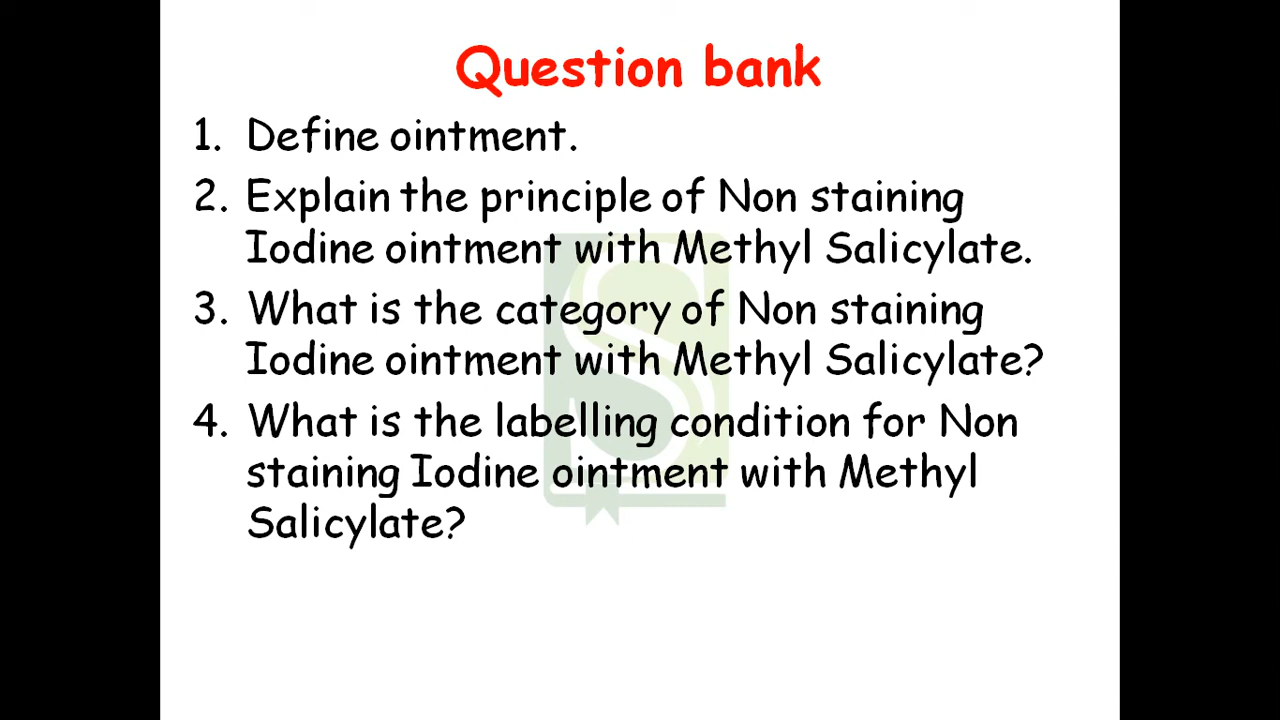 Question bank
1. Define ointment.
2. Explain the principle of Non staining
Iodine ointment with Methyl Salicylate.
3. What is the category of Non staining
Iodine ointment with Methyl Salicylate?
4. What is the labelling condition for Non
staining Iodine ointment with Methyl
Salicylate?